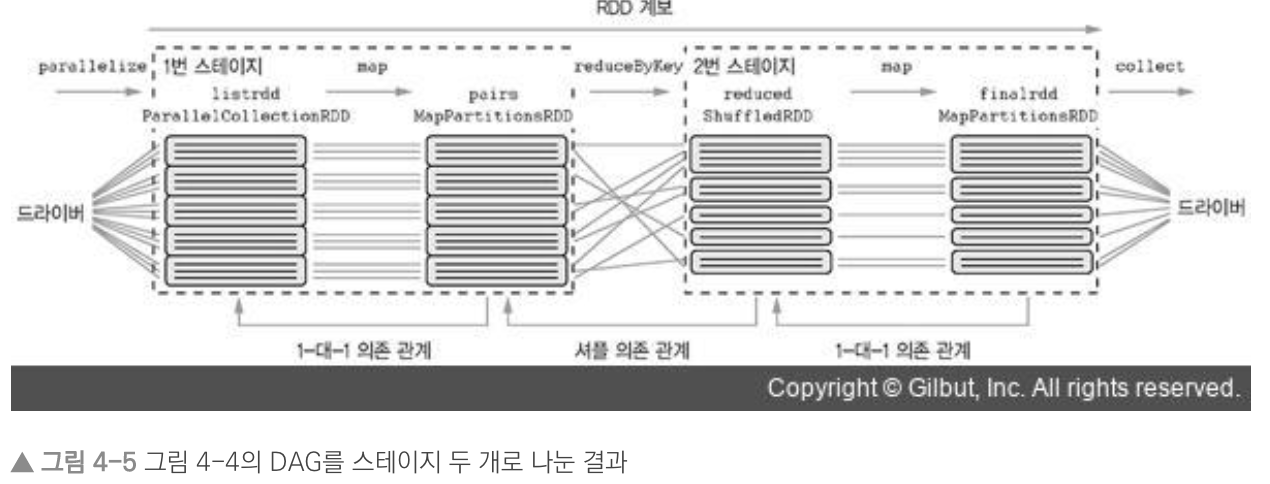 RDD 계보
parallelize 1번 스테이지 map reduceByKey 2번 스테이지 map collect
listrdd pairs reduced finalrdd
ParallelCollectionRDD MapPartitionsRDD ShuffledRDD MapPartitionsRDD
드라이버 드라이버
1-대-1 의존 관계 셔플 의존 관계 1-대-1 의존 관계
Copyright © Gilbut, Inc. All rights reserved.
▲ 그림 4-5 그림 4-4의 DAG를 스테이지 두 개로 나눈 결과